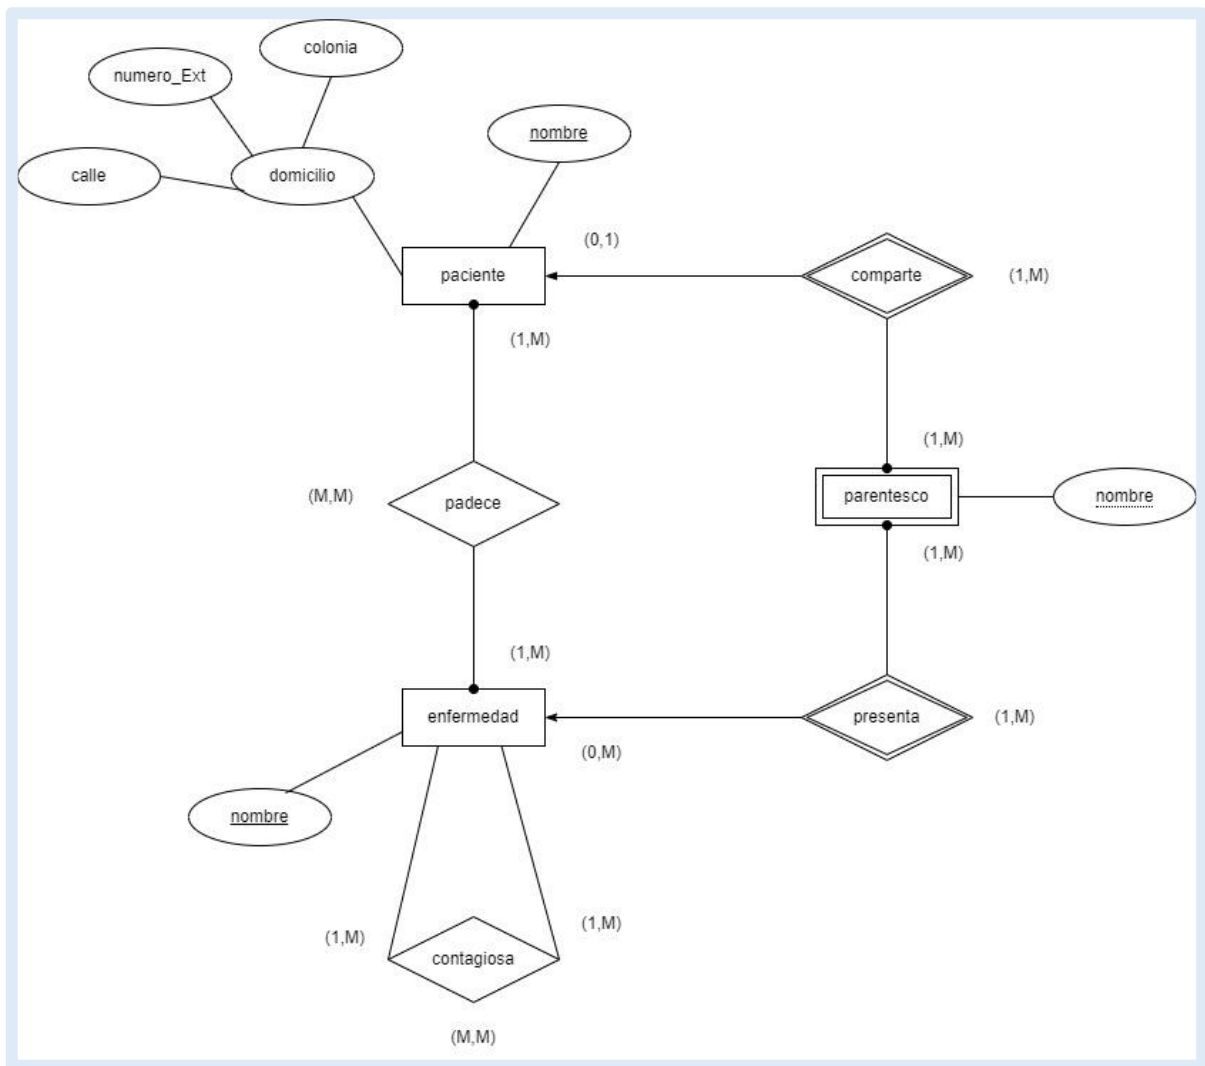 colonia
numero_Ext
nombre
calle
domicilio
(0,1)
paciente
comparte
(1,M)
(1,M)
(1,M)
(M,M)
padece
parentesco
nombre
(1,M)
(1,M)
enfermedad
presenta
(1,M)
(0,M)
nombre
(1,M)
(1,M)
contagiosa
(M,M)